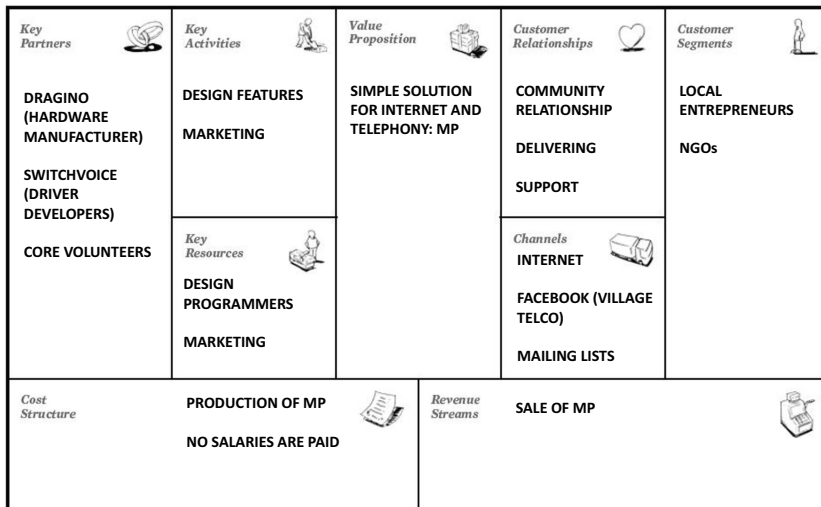 Key
Partners
DRAGINO
(HARDWARE
MANUFACTURER)
SWITCHVOICE
(DRIVER
DEVELOPERS)
CORE VOLUNTEERS
Key
Activities
DESIGN FEATURES
MARKETING
Key
Resources
DESIGN
PROGRAMMERS
MARKETING
Value
Proposition
SIMPLE SOLUTION
FOR INTERNET AND
TELEPHONY: MP
Customer
Relationships
COMMUNITY
RELATIONSHIP
DELIVERING
SUPPORT
Channels
INTERNET
FACEBOOK (VILLAGE
TELCO)
MAILING LISTS
Customer
Segments
LOCAL
ENTREPRENEURS
NGOs
Cost
Structure
PRODUCTION OF MP
NO SALARIES ARE PAID
Revenue
Streams
SALE OF MP